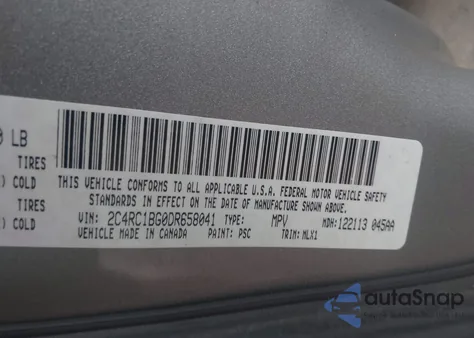 0 LB
TIRES
) COLD
TIRES
) COLD
THIS VEHICLE CONFORMS TO ALL APPLICABLE U.S.A. FEDERAL MOTOR VEHICLE SAFETY
STANDARDS IN EFFECT ON THE DATE OF MANUFACTURE SHOWN ABOVE.
VIN: 2C4RC1BG0DR658041 TYPE: MPV MDH: 122113 045AA
VEHICLE MADE IN CANADA PAINT: PSC TRIM: MLX1
autoSnap